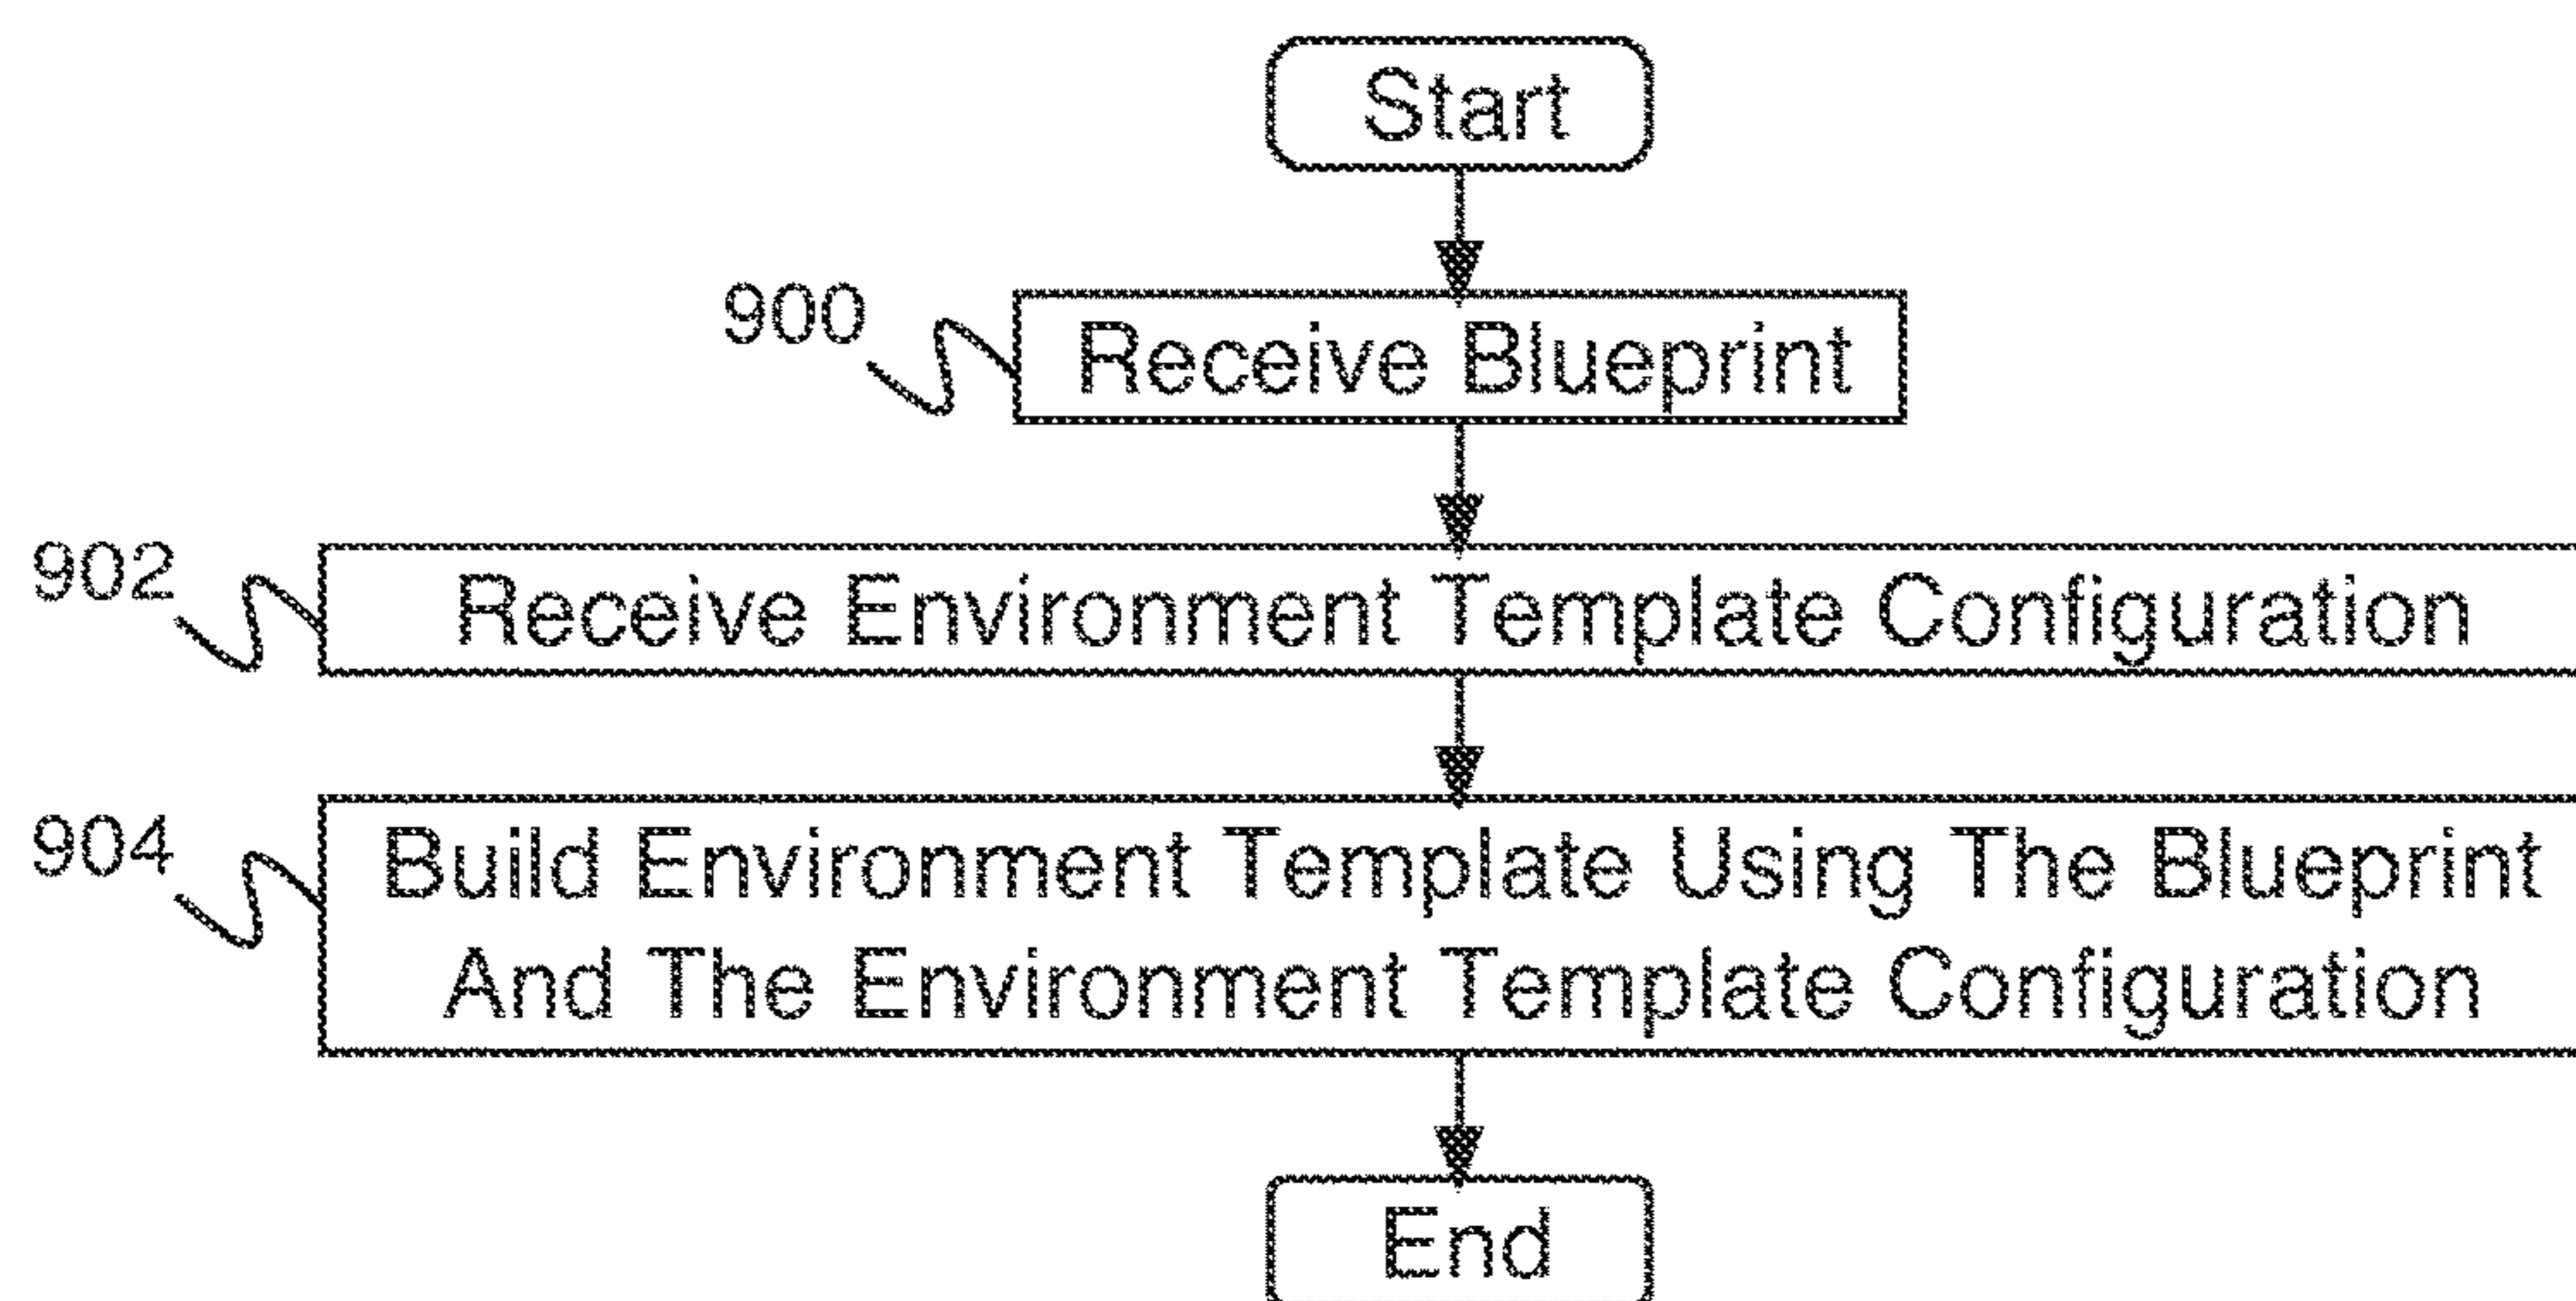 Start
900
Receive Blueprint
902
Receive Environment Template Configuration
904
Build Environment Template Using The Blueprint
And The Environment Template Configuration
End